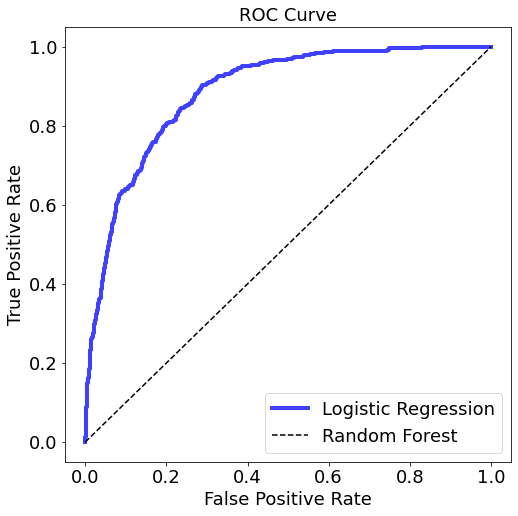 ROC Curve
1.0
0.8
0.6
0.4
0.2
0.0
True Positive Rate
Logistic Regression
Random Forest
0.0 0.2 0.4 0.6 0.8 1.0
False Positive Rate